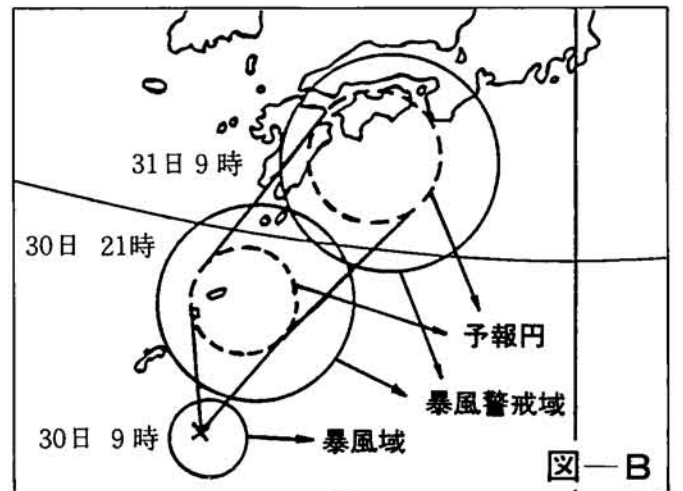 31日9時
30日 21時
予報円
暴風警戒域
30日 9時
暴風域
図―B